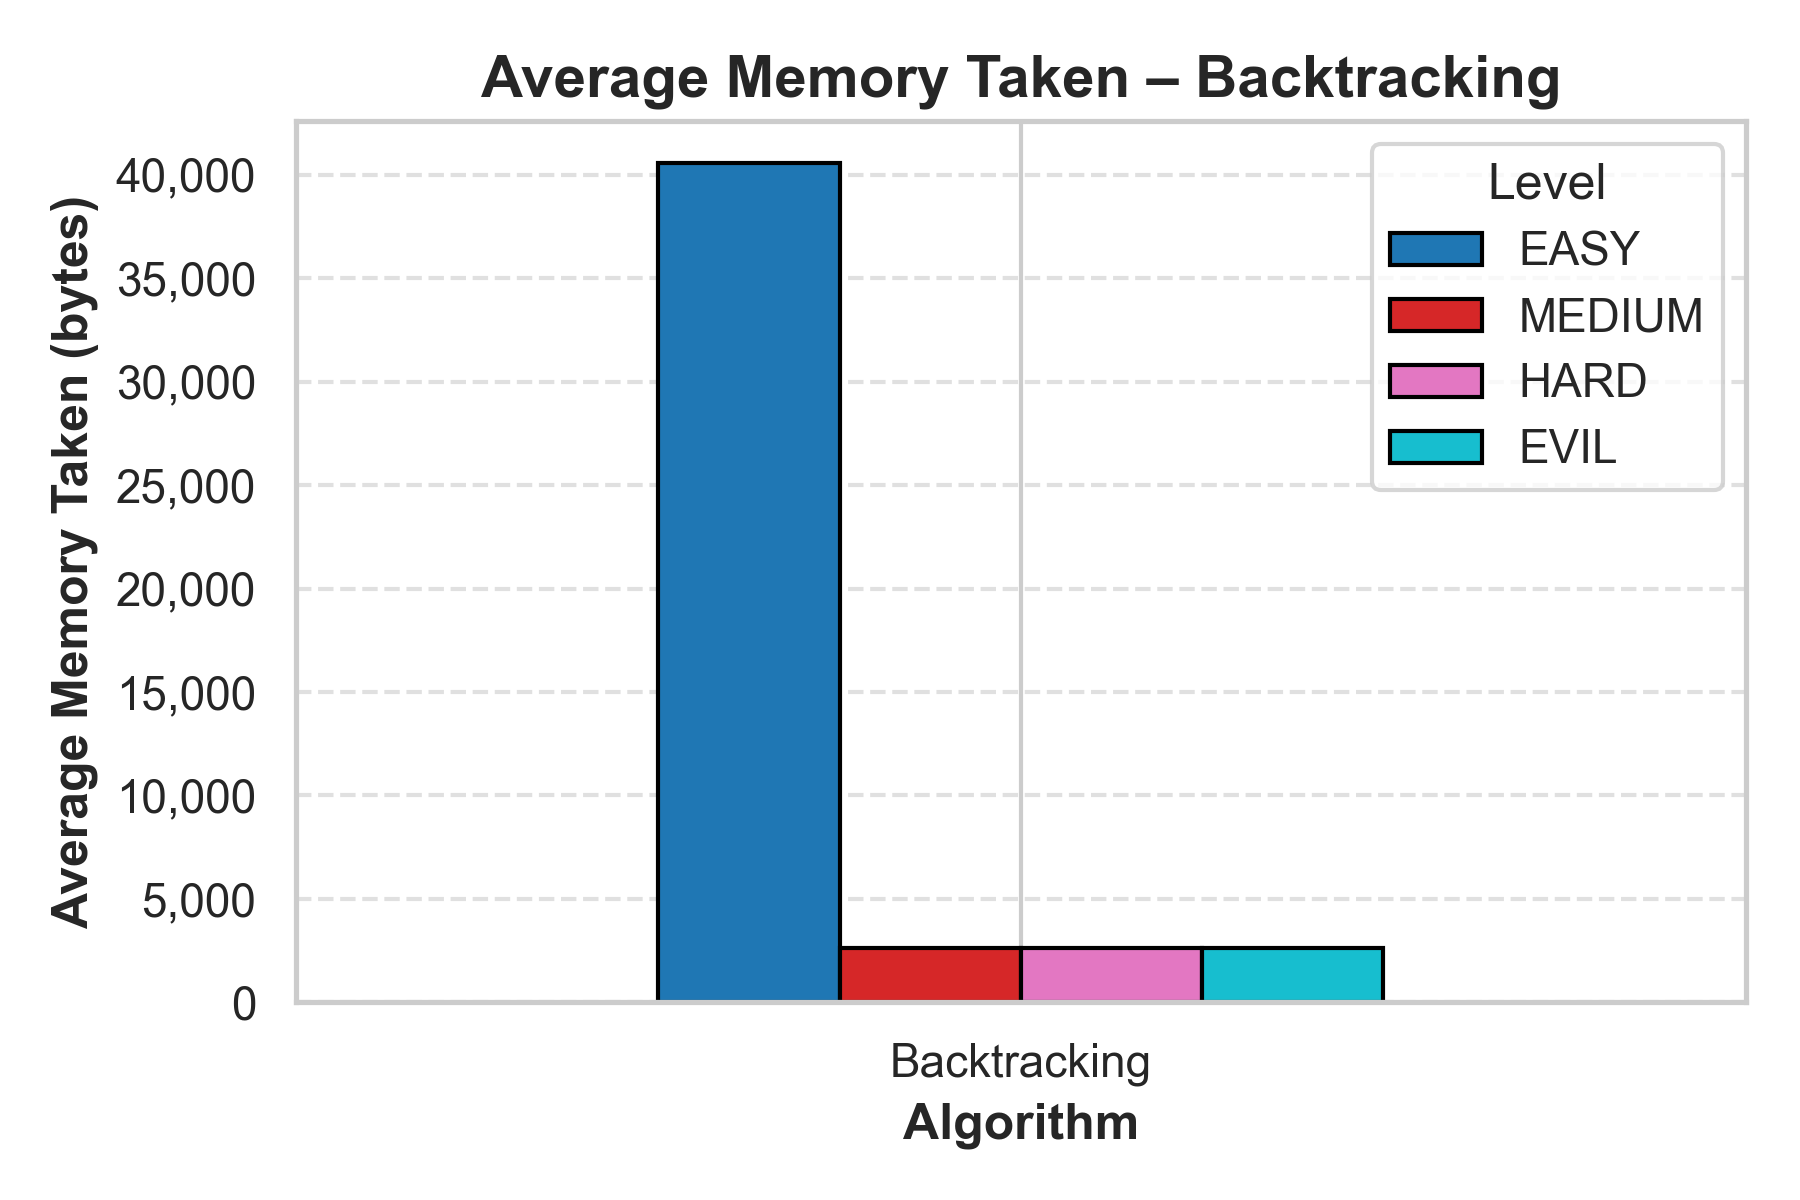 Average Memory Taken – Backtracking
Average Memory Taken (bytes)
40,000
35,000
30,000
25,000
20,000
15,000
10,000
5,000
0
Level
EASY
MEDIUM
HARD
EVIL
Backtracking
Algorithm